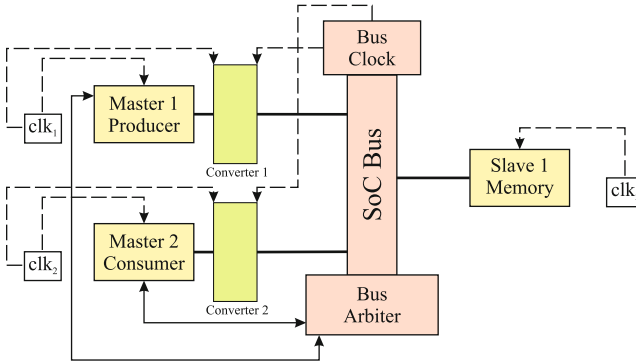 Bus
Clock
Master 1
Producer
clk₁
Converter 1
SoC Bus
Slave 1
Memory
clk
Master 2
Consumer
clk₂
Converter 2
Bus
Arbiter